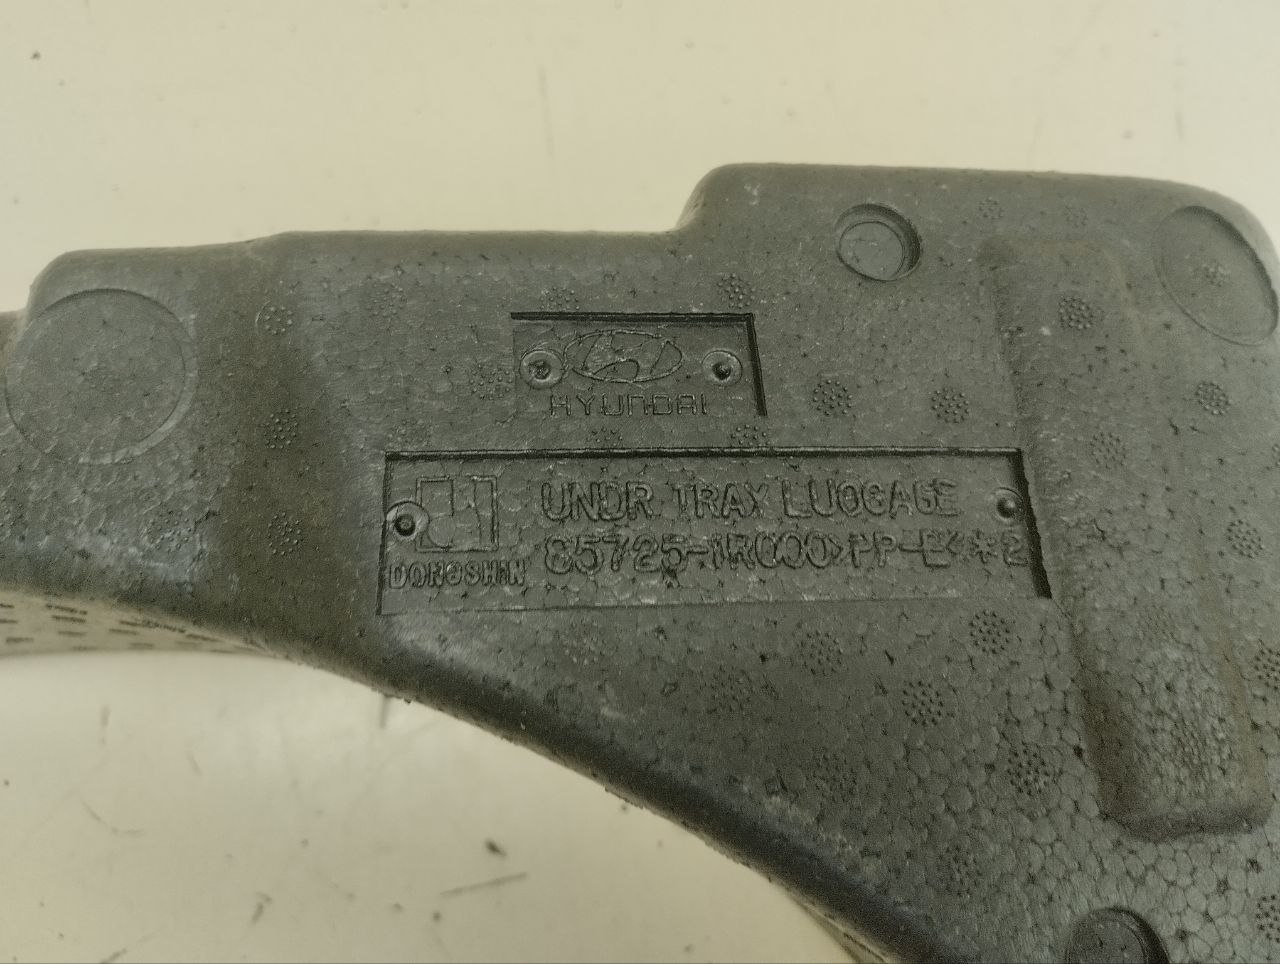 HYUNDAI
UNDR TRAY LUGGAGE
85725-1R000>PP-E<*2
DONGSHIN